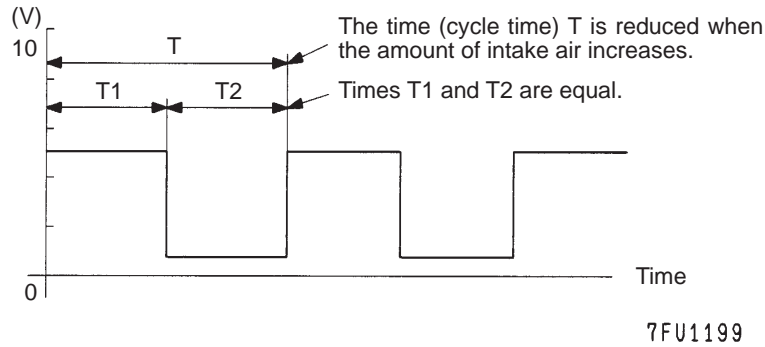 (V)
10
T
The time (cycle time) T is reduced when
the amount of intake air increases.
T1
T2
Times T1 and T2 are equal.
Time
0
7FU1199